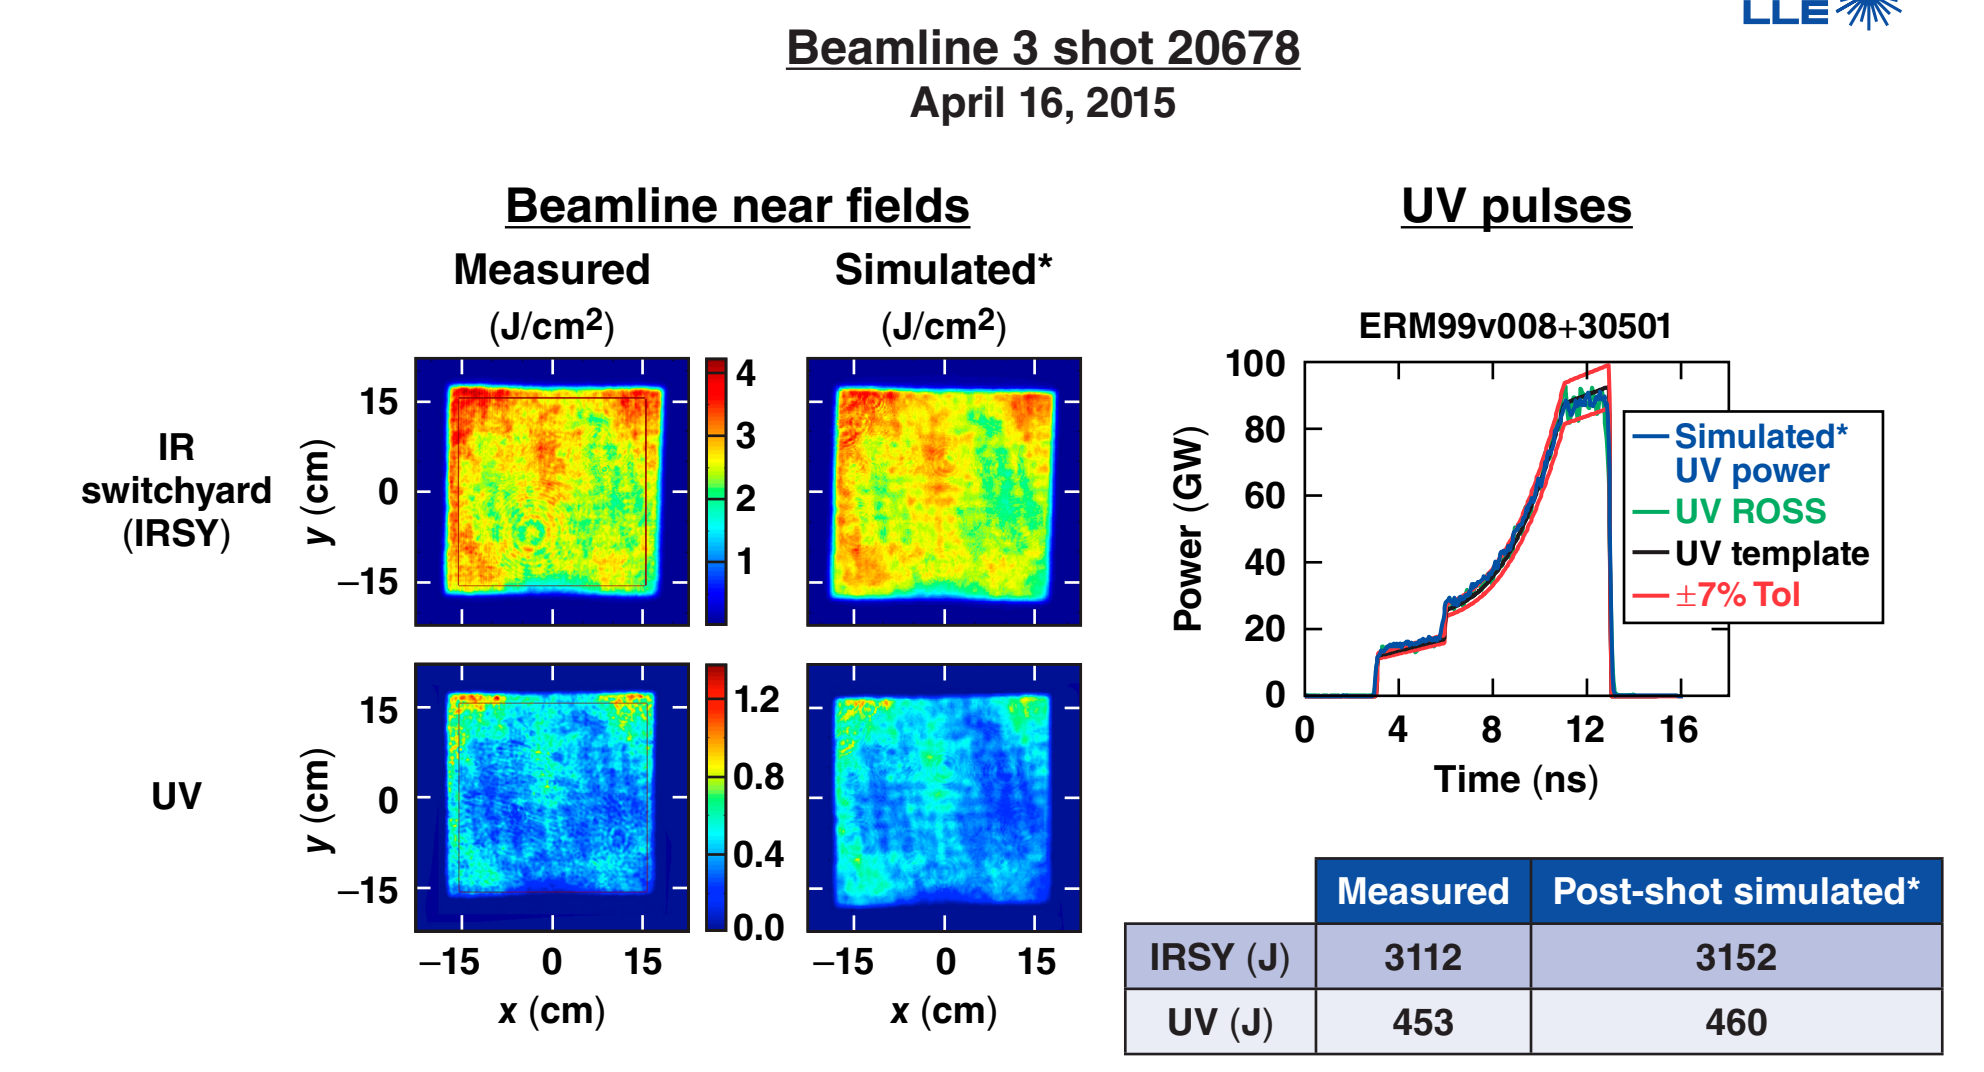 LLE
Beamline 3 shot 20678
April 16, 2015
Beamline near fields
UV pulses
Measured
(J/cm2)
Simulated*
(J/cm2)
ERM99v008+30501
IR
switchyard
(IRSY)
y (cm)
15
0
–15
4
3
2
1
UV
y (cm)
15
0
–15
1.2
0.8
0.4
0.0
–15 0 15
x (cm)
–15 0 15
x (cm)
Power (GW)
100
80
60
40
20
0
0 4 8 12 16
Time (ns)
Simulated*
UV power
UV ROSS
UV template
±7% Tol
Measured Post-shot simulated*
IRSY (J) 3112 3152
UV (J) 453 460